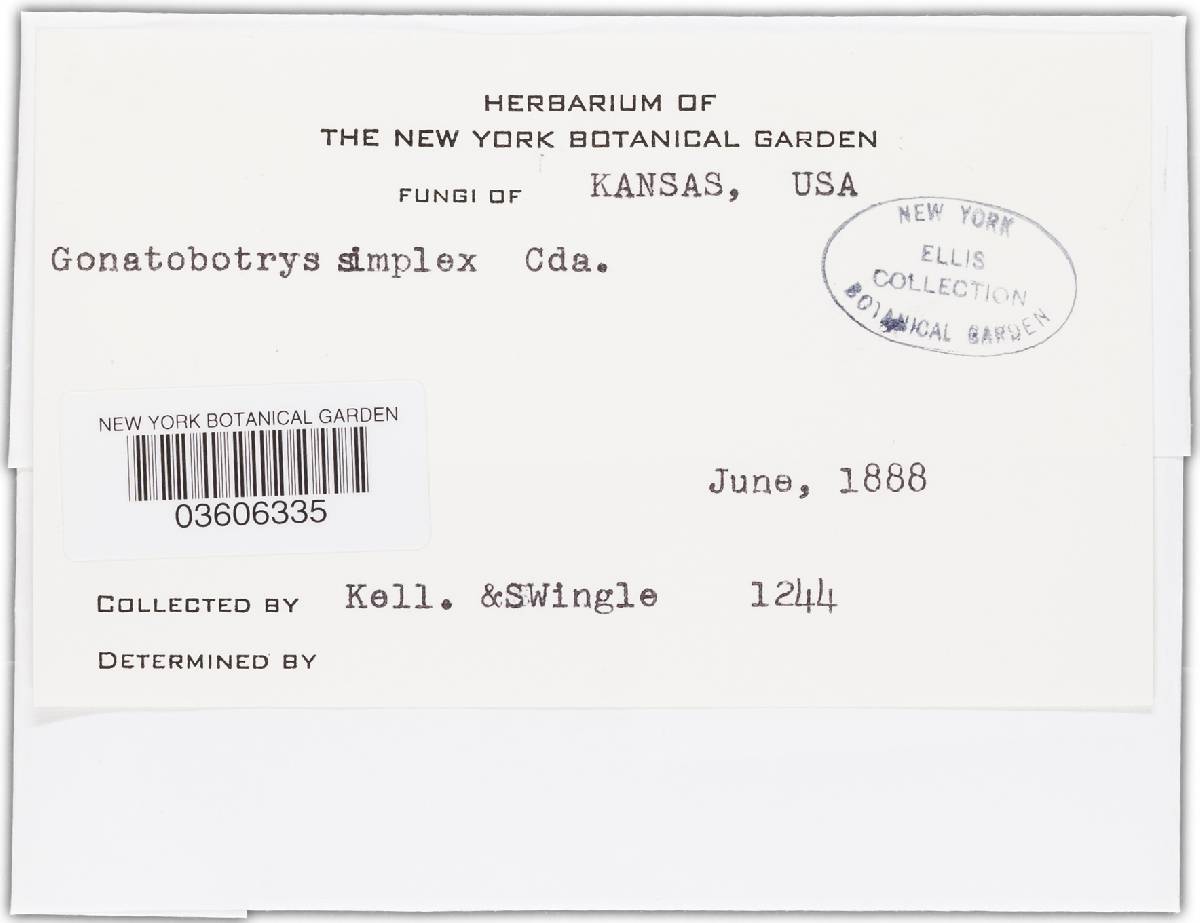 HERBARIUM OF
THE NEW YORK BOTANICAL GARDEN
FUNGI OF KANSAS, USA
Gonatobotrys simplex Cda.
NEW YORK
ELLIS
COLLECTION
BOTANICAL GARDEN
NEW YORK BOTANICAL GARDEN
03606335
June, 1888
COLLECTED BY Kell. &SWingle 1244
DETERMINED BY